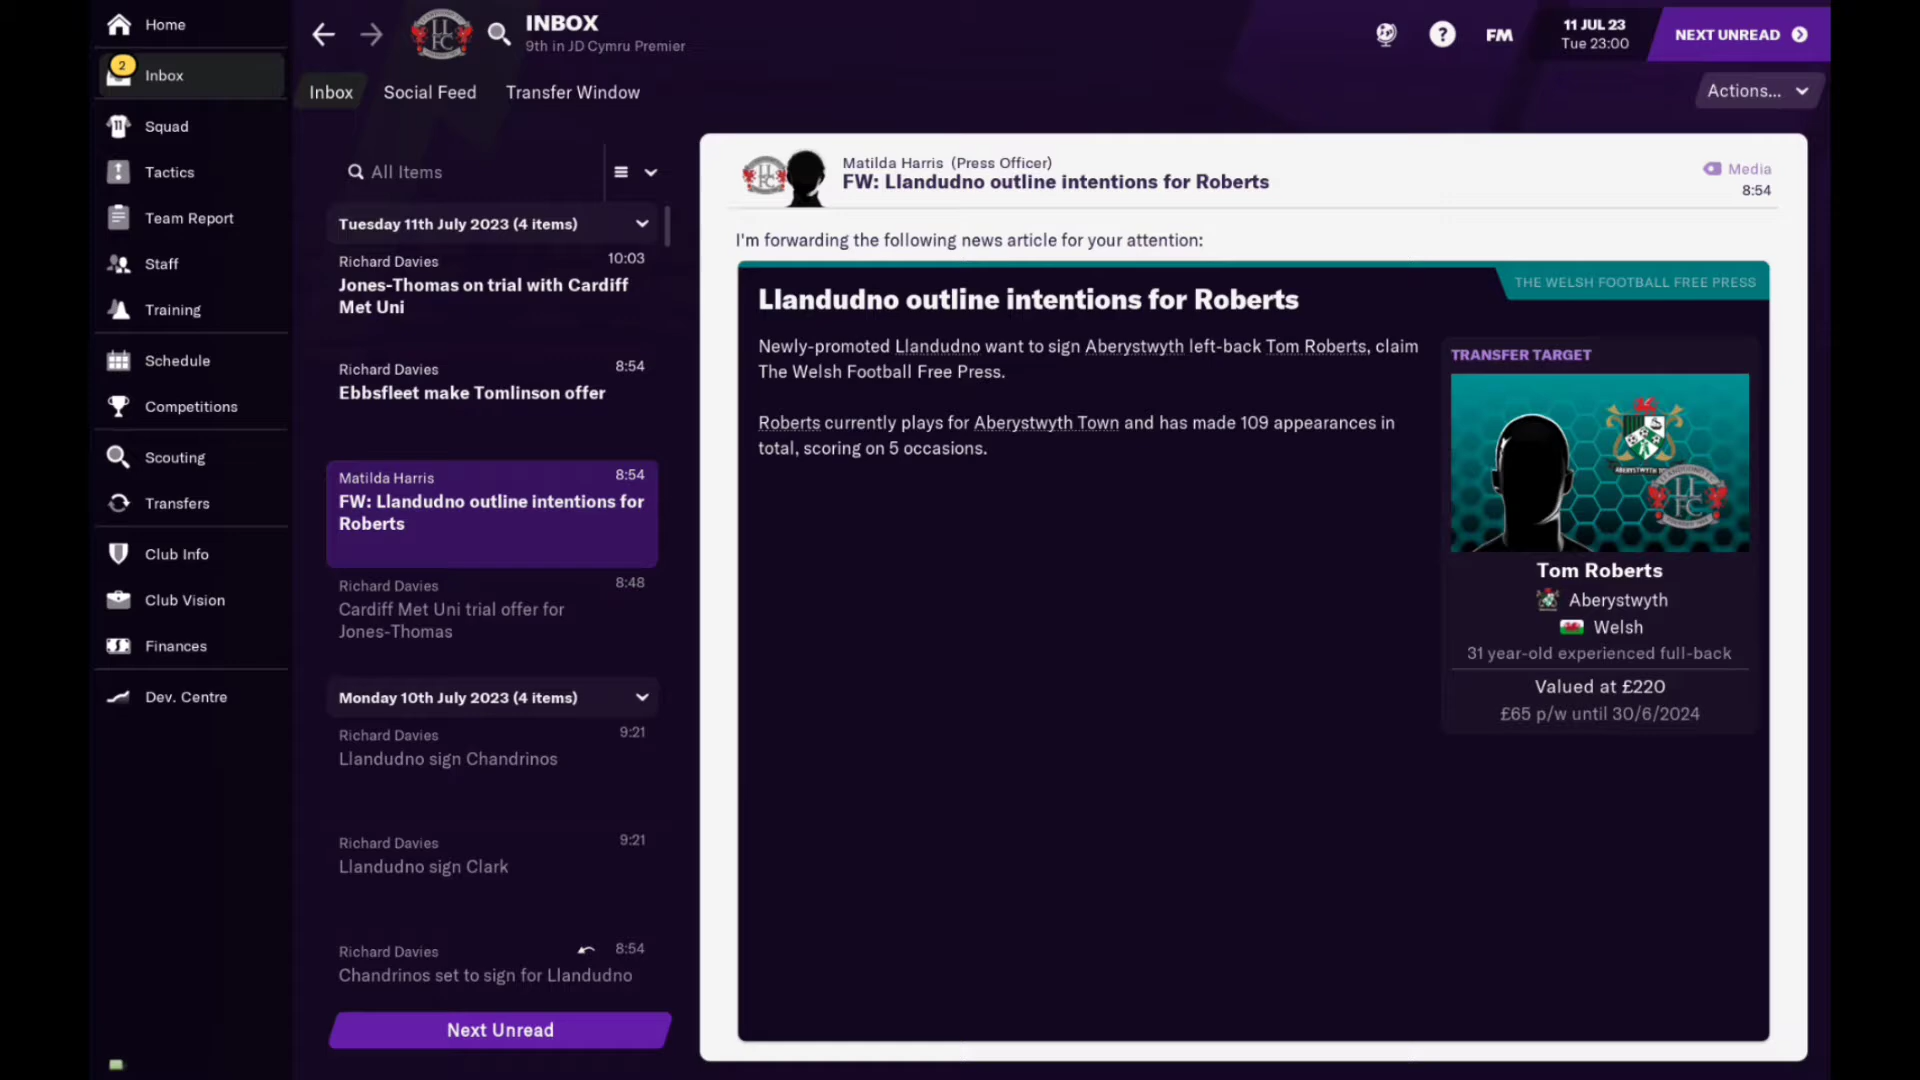 Home
2
Inbox
11
Squad
Tactics
Team Report
Staff
Training
Schedule
Competitions
Scouting
Transfers
Club Info
Club Vision
Finances
Dev. Centre
INBOX
9th in JD Cymru Premier
?
FM
11 JUL 23
Tue 23:00
NEXT UNREAD
Inbox
Social Feed
Transfer Window
Actions...
All Items
Tuesday 11th July 2023 (4 items)
Richard Davies 10:03
Jones-Thomas on trial with Cardiff
Met Uni
Richard Davies 8:54
Ebbsfleet make Tomlinson offer
Matilda Harris 8:54
FW: Llandudno outline intentions for
Roberts
Richard Davies 8:48
Cardiff Met Uni trial offer for
Jones-Thomas
Monday 10th July 2023 (4 items)
Richard Davies 9:21
Llandudno sign Chandrinos
Richard Davies 9:21
Llandudno sign Clark
Richard Davies 8:54
Chandrinos set to sign for Llandudno
Next Unread
Matilda Harris (Press Officer)
FW: Llandudno outline intentions for Roberts
Media
8:54
I'm forwarding the following news article for your attention:
THE WELSH FOOTBALL FREE PRESS
Llandudno outline intentions for Roberts
Newly-promoted Llandudno want to sign Aberystwyth left-back Tom Roberts, claim
The Welsh Football Free Press.
Roberts currently plays for Aberystwyth Town and has made 109 appearances in
total, scoring on 5 occasions.
TRANSFER TARGET
Tom Roberts
Aberystwyth
Welsh
31 year-old experienced full-back
Valued at £220
£65 p/w until 30/6/2024